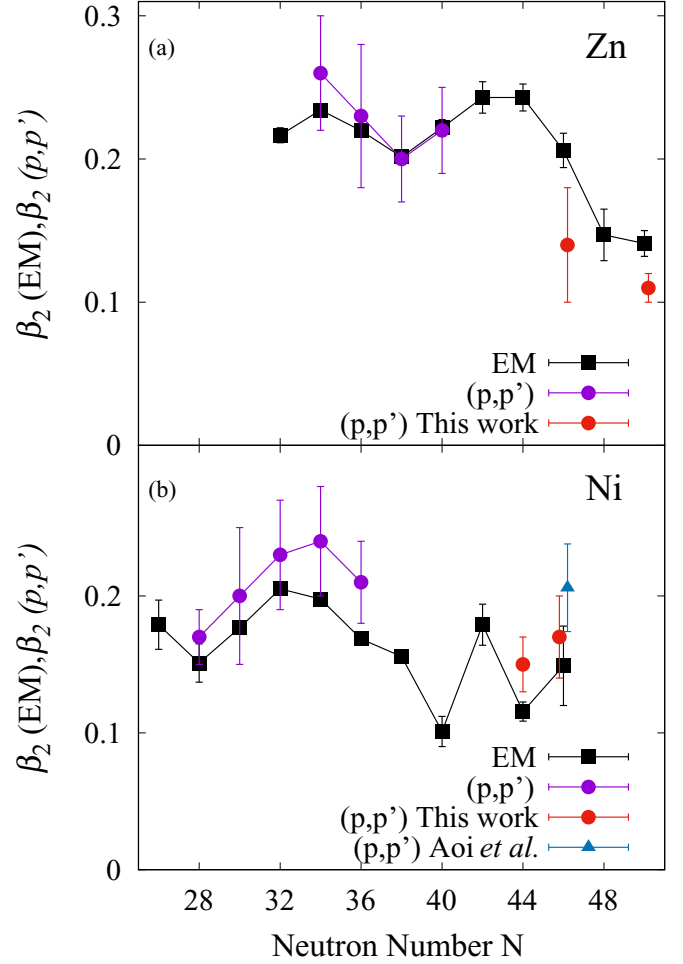 0.3
(a)
Zn
0.2
0.1
0
β₂ (EM),β₂ (p,p’)
EM
(p,p’)
(p,p’) This work
(b)
Ni
0.2
0.1
0
β₂ (EM),β₂ (p,p’)
EM
(p,p’)
(p,p’) This work
(p,p’) Aoi et al.
28 32 36 40 44 48
Neutron Number N